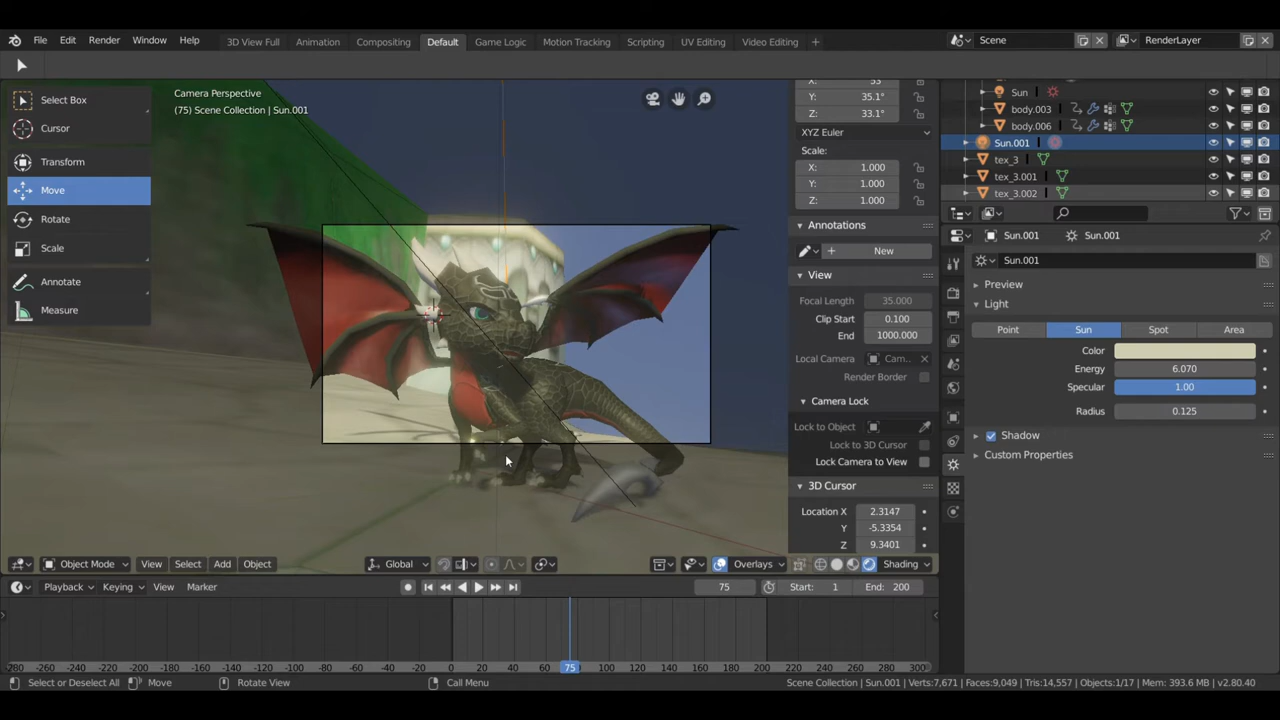 File Edit Render Window Help 3D View Full Animation Compositing Default Game Logic Motion Tracking Scripting UV Editing Video Editing + Scene RenderLayer
Select Box
Cursor
Transform
Move
Rotate
Scale
Annotate
Measure
Camera Perspective
(75) Scene Collection | Sun.001
Y: 35.1°
Z: 33.1°
XYZ Euler
Scale:
X: 1.000
Y: 1.000
Z: 1.000
Annotations
+ New
View
Focal Length 35.000
Clip Start 0.100
End 1000.000
Local Camera Cam...
Render Border
Camera Lock
Lock to Object
Lock to 3D Cursor
Lock Camera to View
3D Cursor
Location X 2.3147
Y -5.3354
Z 9.3401
Sun
body.003
body.006
Sun.001
tex_3
tex_3.001
tex_3.002
Sun.001 Sun.001
Sun.001
Preview
Light
Point Sun Spot Area
Color
Energy 6.070
Specular 1.00
Radius 0.125
Shadow
Custom Properties
Object Mode View Select Add Object Global Overlays Shading
Playback Keying View Marker 75 Start: 1 End: 200
-280 -260 -240 -220 -200 -180 -160 -140 -120 -100 -80 -60 -40 -20 0 20 40 60 75 80 100 120 140 160 180 200 220 240 260 280 300
Select or Deselect All Move Rotate View Call Menu Scene Collection | Sun.001 | Verts:7,671 | Faces:9,049 | Tris:14,557 | Objects:1/17 | Mem: 393.6 MB | v2.80.40